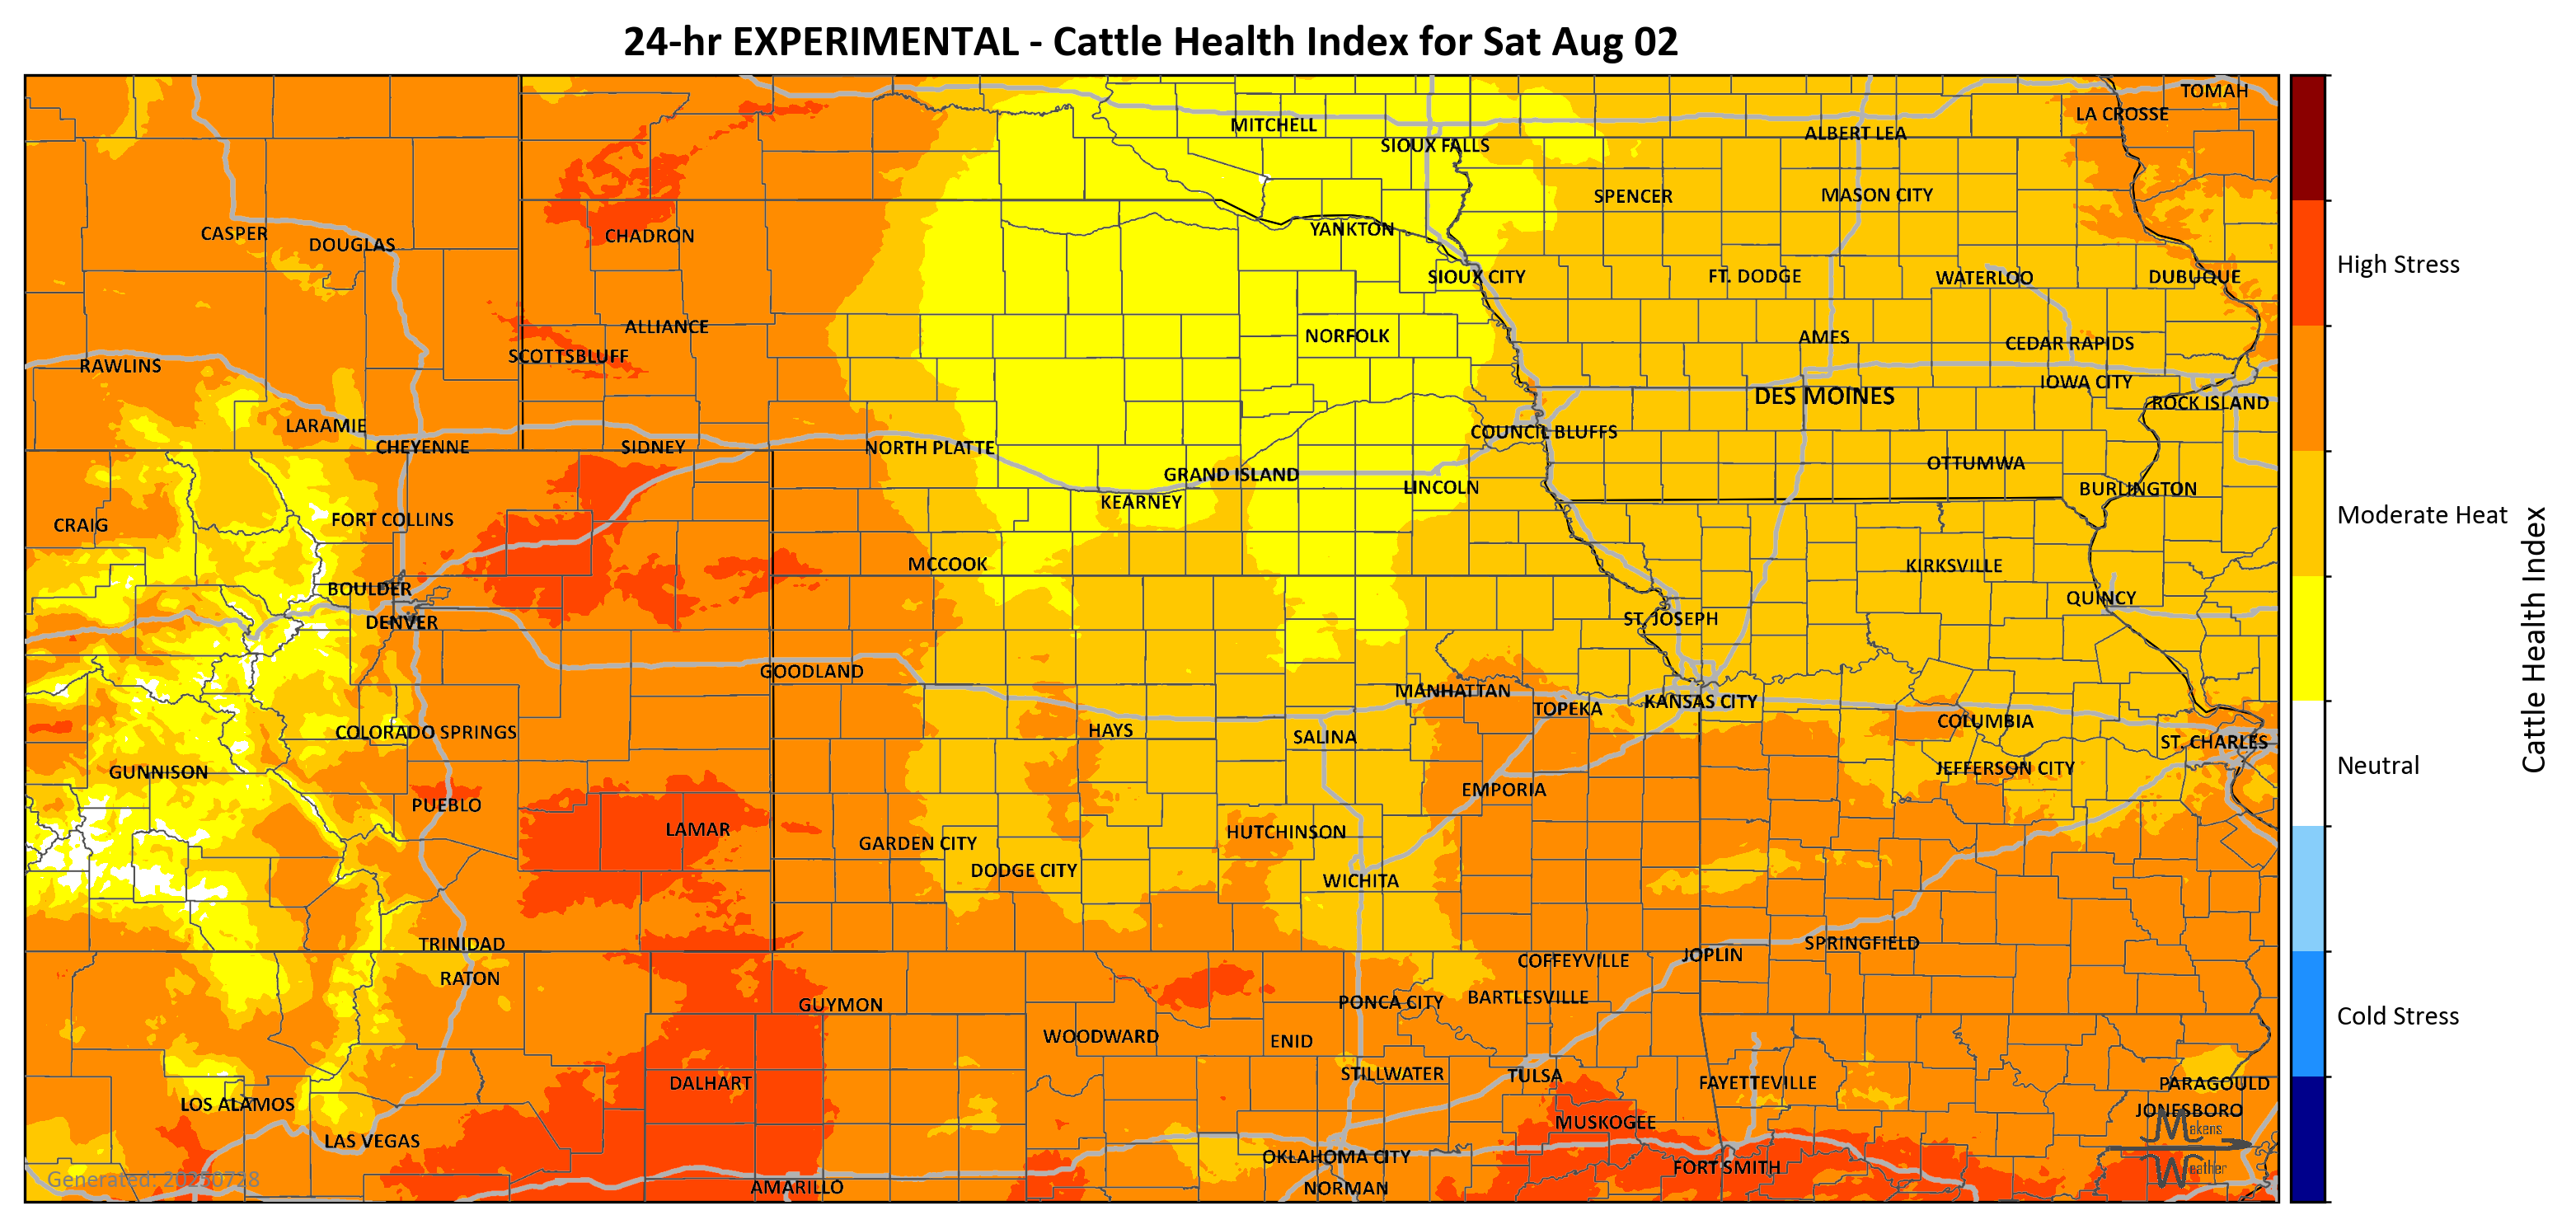 24-hr EXPERIMENTAL - Cattle Health Index for Sat Aug 02
TOMAH
LA CROSSE
MITCHELL
ALBERT LEA
SIOUX FALLS
SPENCER
MASON CITY
CASPER
DOUGLAS
CHADRON
YANKTON
High Stress
SIOUX CITY
FT. DODGE
WATERLOO
DUBUQUE
ALLIANCE
NORFOLK
AMES
CEDAR RAPIDS
SCOTTSBLUFF
RAWLINS
IOWA CITY
DES MOINES
ROCK ISLAND
LARAMIE
COUNCIL BLUFFS
CHEYENNE
SIDNEY
NORTH PLATTE
OTTUMWA
GRAND ISLAND
LINCOLN
BURLINGTON
KEARNEY
Moderate Heat
CRAIG
FORT COLLINS
MCCOOK
KIRKSVILLE
BOULDER
QUINCY
DENVER
ST. JOSEPH
Cattle Health Index
GOODLAND
MANHATTAN
KANSAS CITY
TOPEKA
COLUMBIA
COLORADO SPRINGS
HAYS
SALINA
ST. CHARLES
Neutral
GUNNISON
JEFFERSON CITY
EMPORIA
PUEBLO
LAMAR
HUTCHINSON
GARDEN CITY
DODGE CITY
WICHITA
TRINIDAD
SPRINGFIELD
JOPLIN
COFFEYVILLE
RATON
BARTLESVILLE
GUYMON
PONCA CITY
Cold Stress
WOODWARD
ENID
STILLWATER
TULSA
DALHART
FAYETTEVILLE
PARAGOULD
LOS ALAMOS
JONESBORO
MUSKOGEE
Makens
LAS VEGAS
OKLAHOMA CITY
FORT SMITH
Weather
Generated: 20250728
AMARILLO
NORMAN